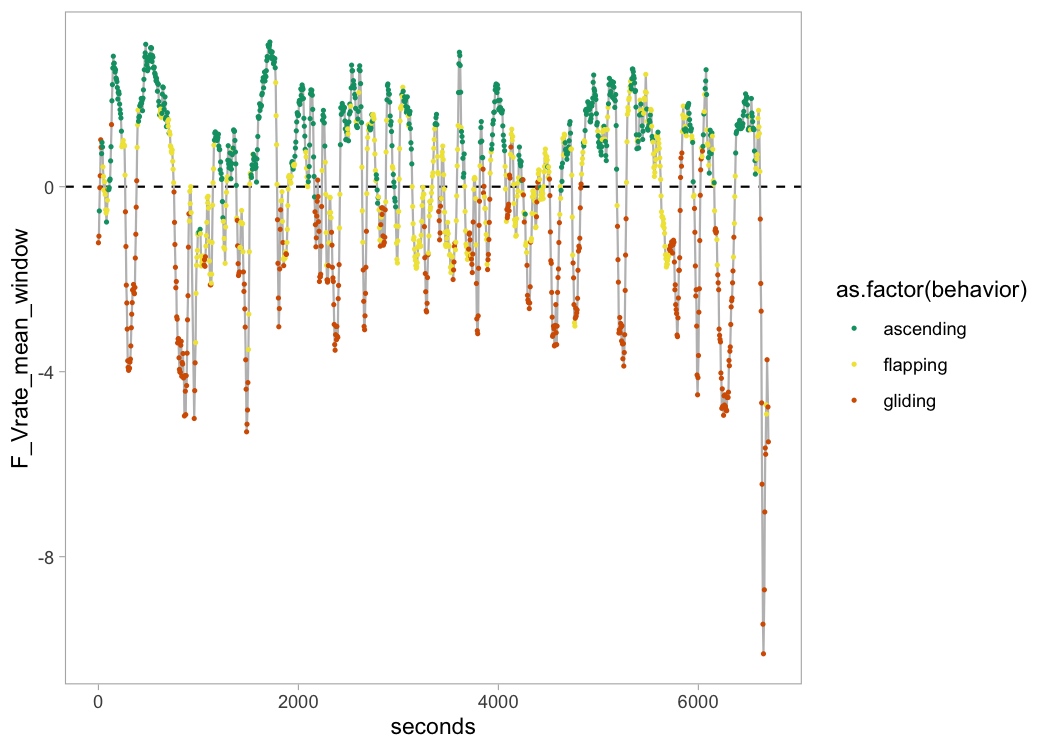 F_Vrate_mean_window
0
-4
-8
0 2000 4000 6000
seconds
as.factor(behavior)
ascending
flapping
gliding